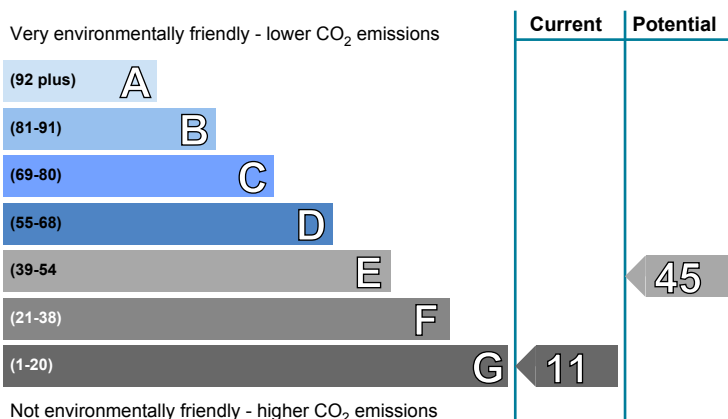 Current Potential
Very environmentally friendly - lower CO2 emissions
(92 plus) A
(81-91) B
(69-80) C
(55-68) D
(39-54 E 45
(21-38) F
(1-20) G 11
Not environmentally friendly - higher CO2 emissions